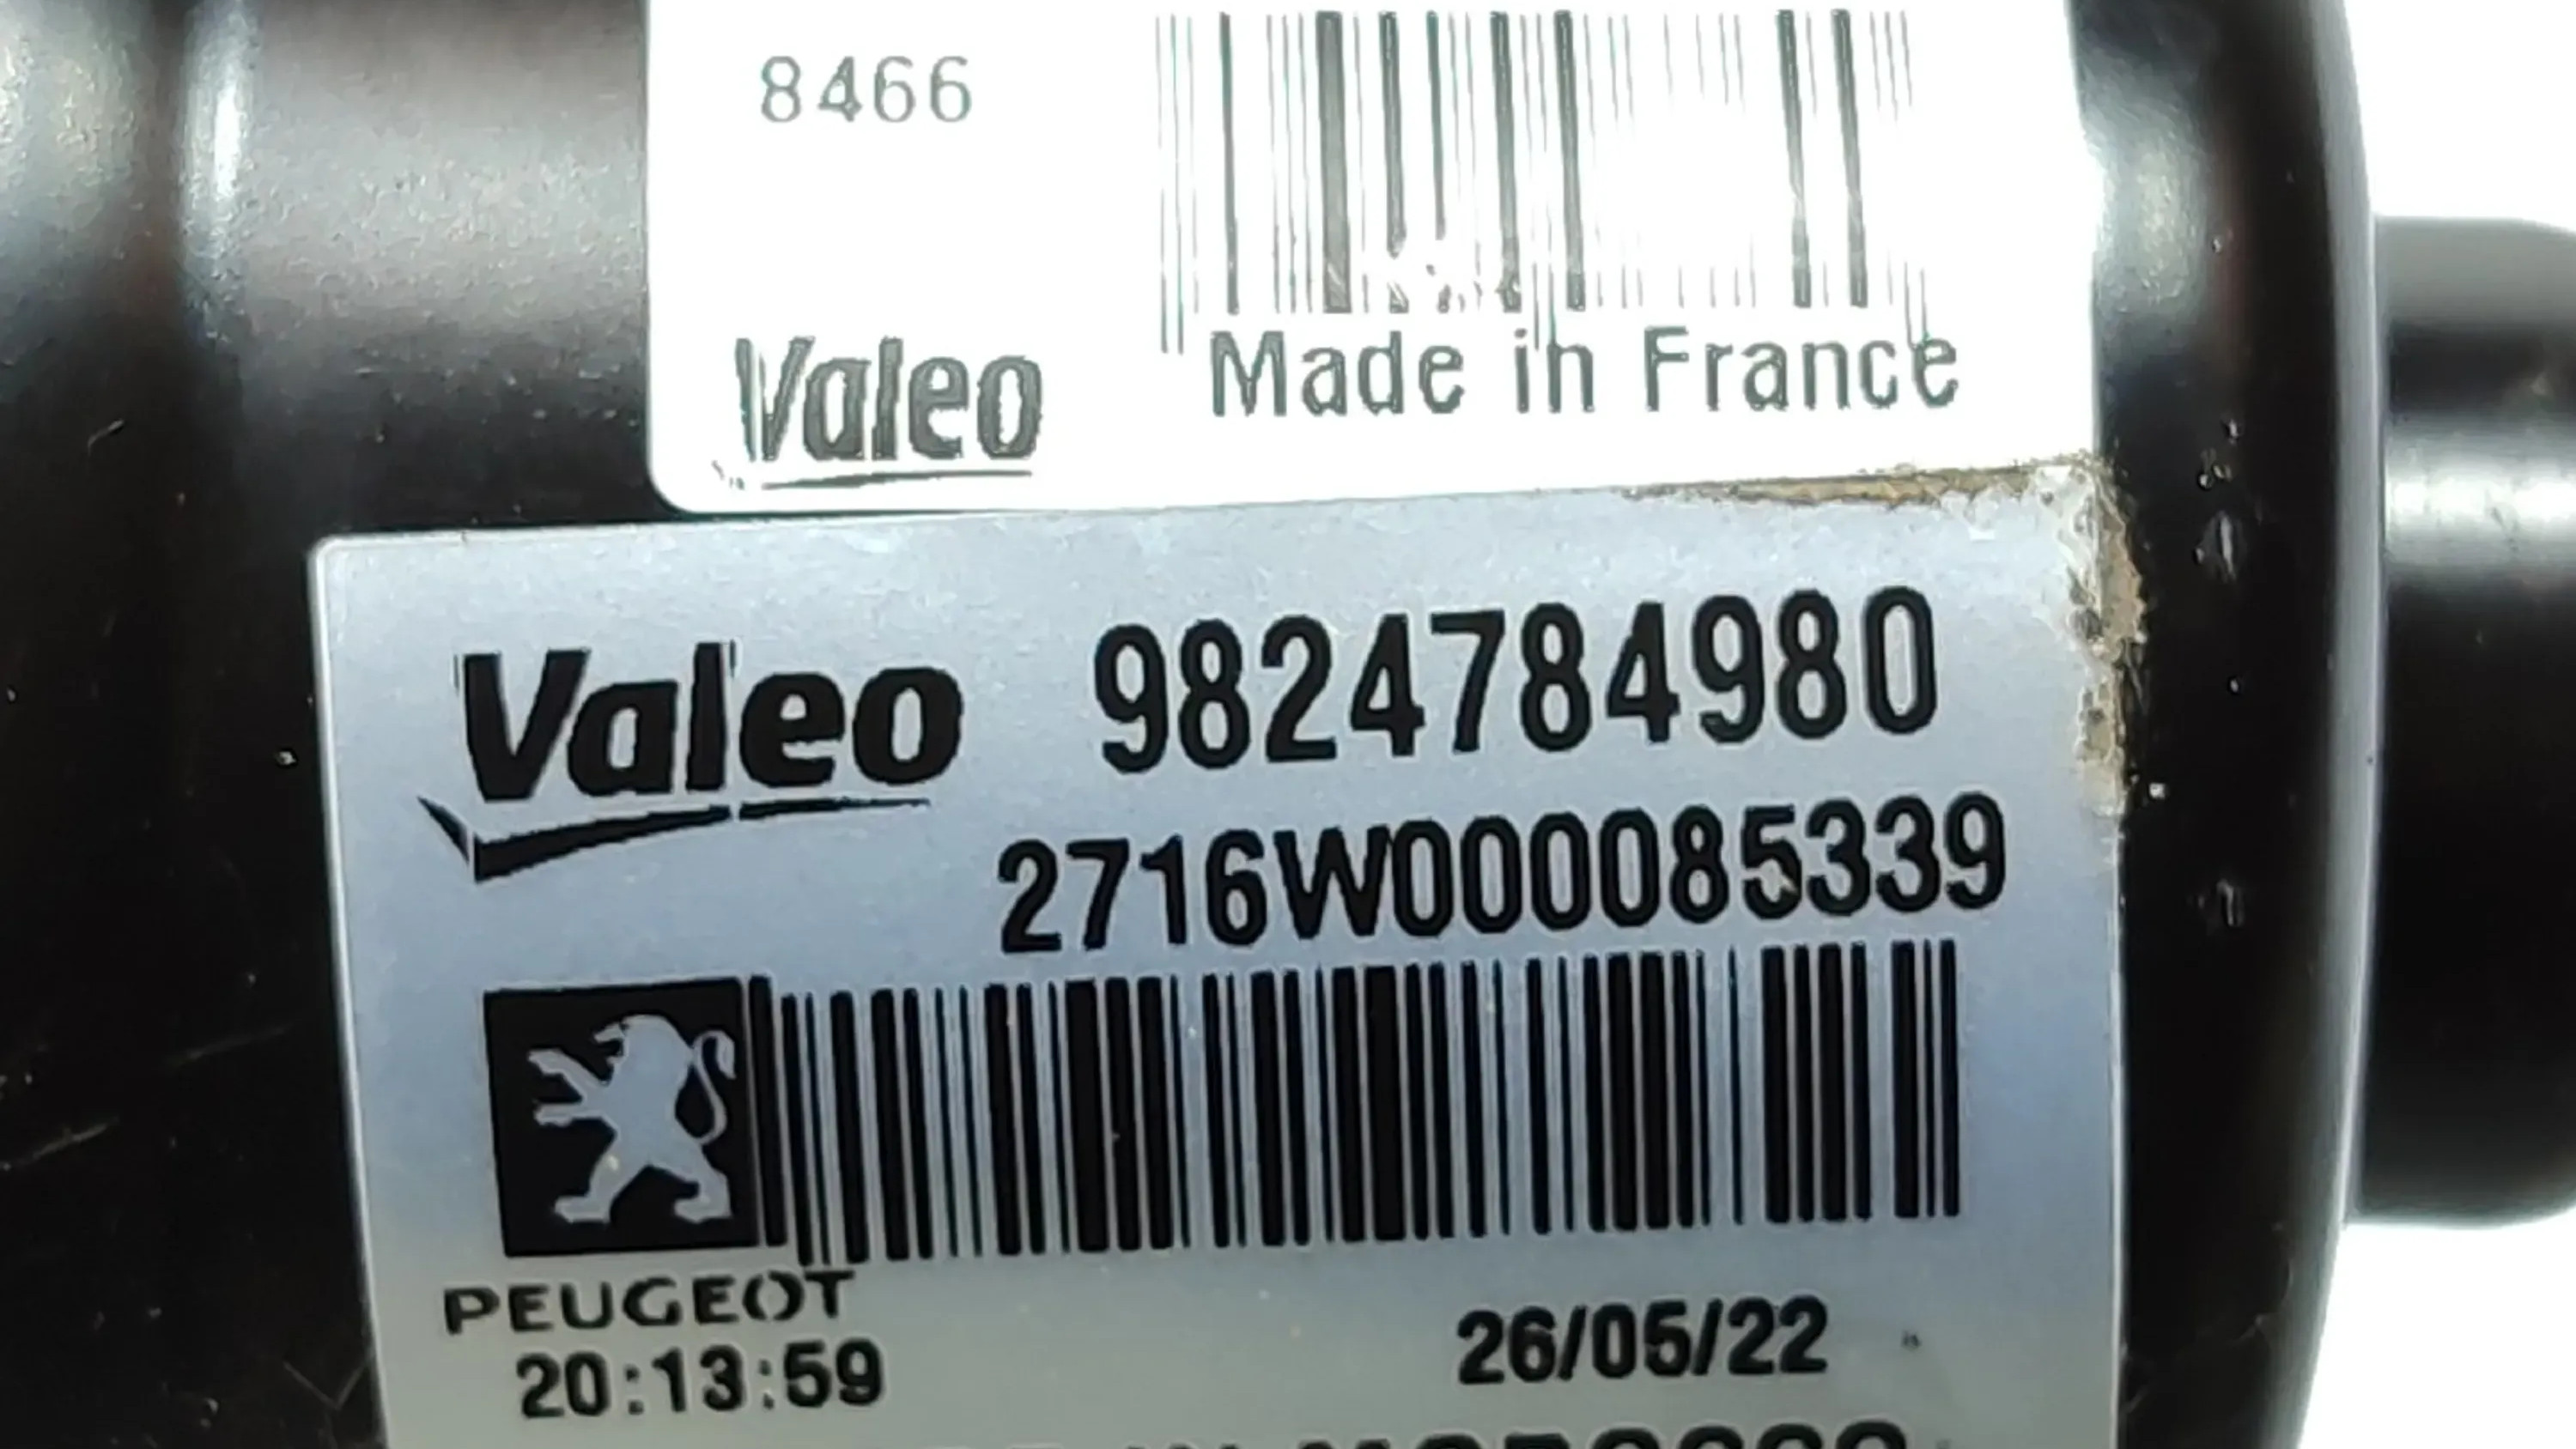 8466
Valeo
Made in France
Valeo 9824784980
2716W000085339
PEUGEOT
20:13:59
26/05/22